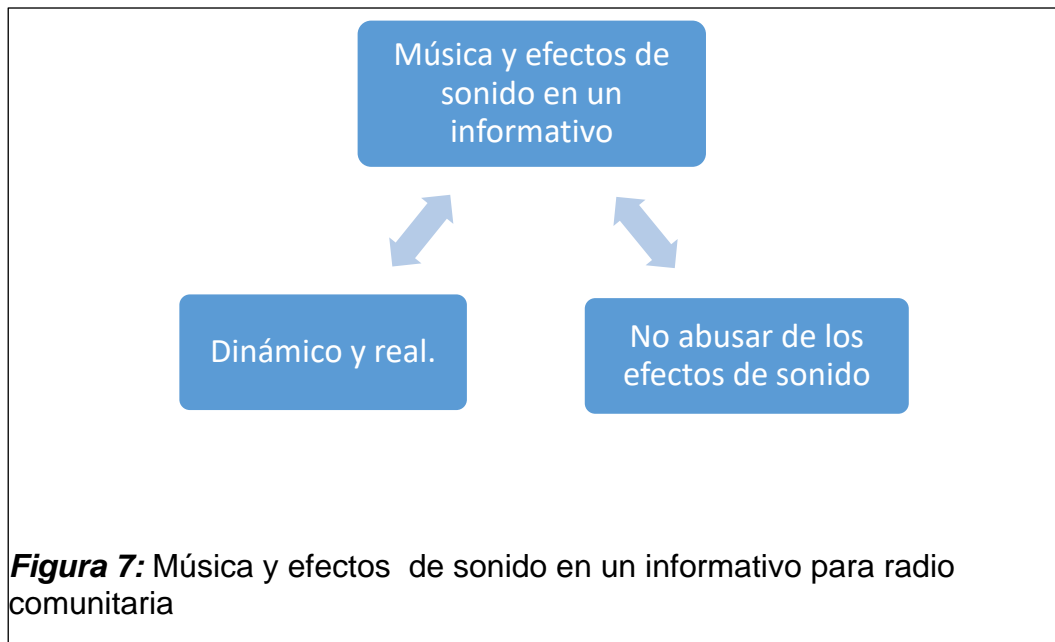 Música y efectos de
sonido en un
informativo
Dinámico y real.
No abusar de los
efectos de sonido
Figura 7: Música y efectos  de sonido en un informativo para radio
comunitaria